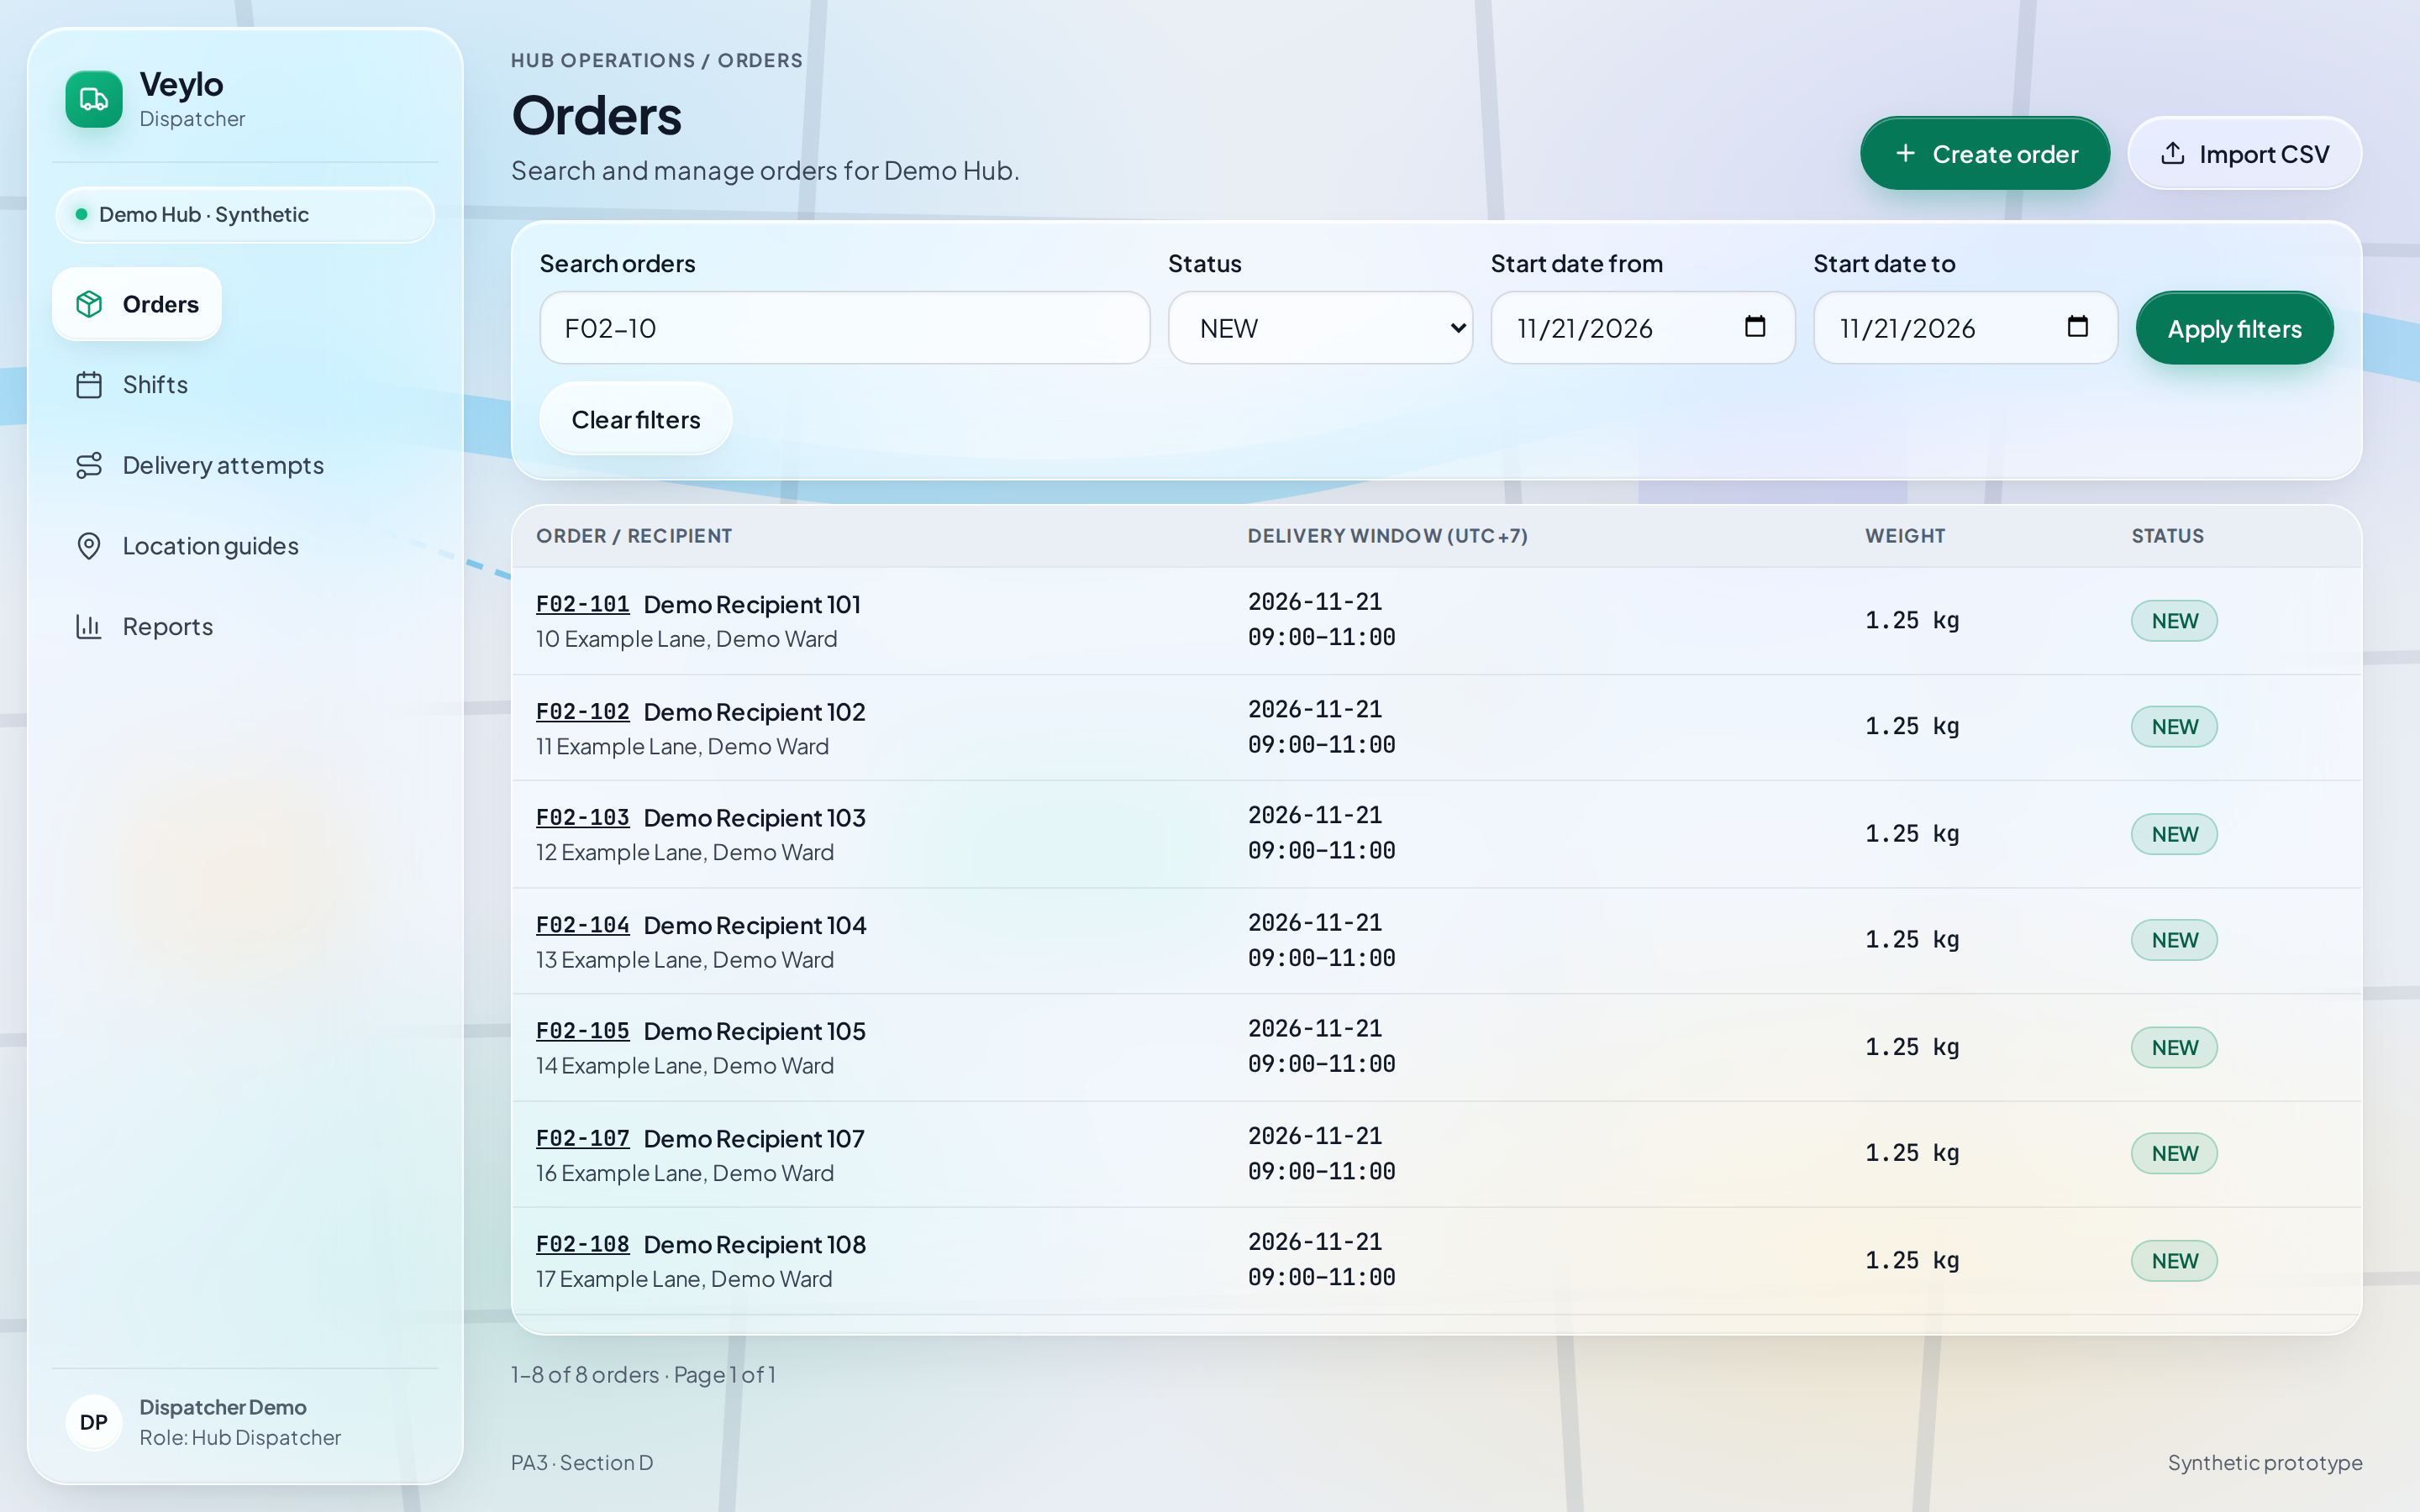 Veylo
Dispatcher
Demo Hub · Synthetic
Orders
Shifts
Delivery attempts
Location guides
Reports
DP
Dispatcher Demo
Role: Hub Dispatcher
HUB OPERATIONS / ORDERS
Orders
Search and manage orders for Demo Hub.
Create order
Import CSV
Search orders
Status
Start date from
Start date to
F02-10
NEW
11/21/2026
11/21/2026
Apply filters
Clear filters
ORDER / RECIPIENT
DELIVERY WINDOW (UTC+7)
WEIGHT
STATUS
F02-101 Demo Recipient 101
10 Example Lane, Demo Ward
2026-11-21
09:00–11:00
1.25 kg
NEW
F02-102 Demo Recipient 102
11 Example Lane, Demo Ward
2026-11-21
09:00–11:00
1.25 kg
NEW
F02-103 Demo Recipient 103
12 Example Lane, Demo Ward
2026-11-21
09:00–11:00
1.25 kg
NEW
F02-104 Demo Recipient 104
13 Example Lane, Demo Ward
2026-11-21
09:00–11:00
1.25 kg
NEW
F02-105 Demo Recipient 105
14 Example Lane, Demo Ward
2026-11-21
09:00–11:00
1.25 kg
NEW
F02-107 Demo Recipient 107
16 Example Lane, Demo Ward
2026-11-21
09:00–11:00
1.25 kg
NEW
F02-108 Demo Recipient 108
17 Example Lane, Demo Ward
2026-11-21
09:00–11:00
1.25 kg
NEW
1–8 of 8 orders · Page 1 of 1
PA3 · Section D
Synthetic prototype